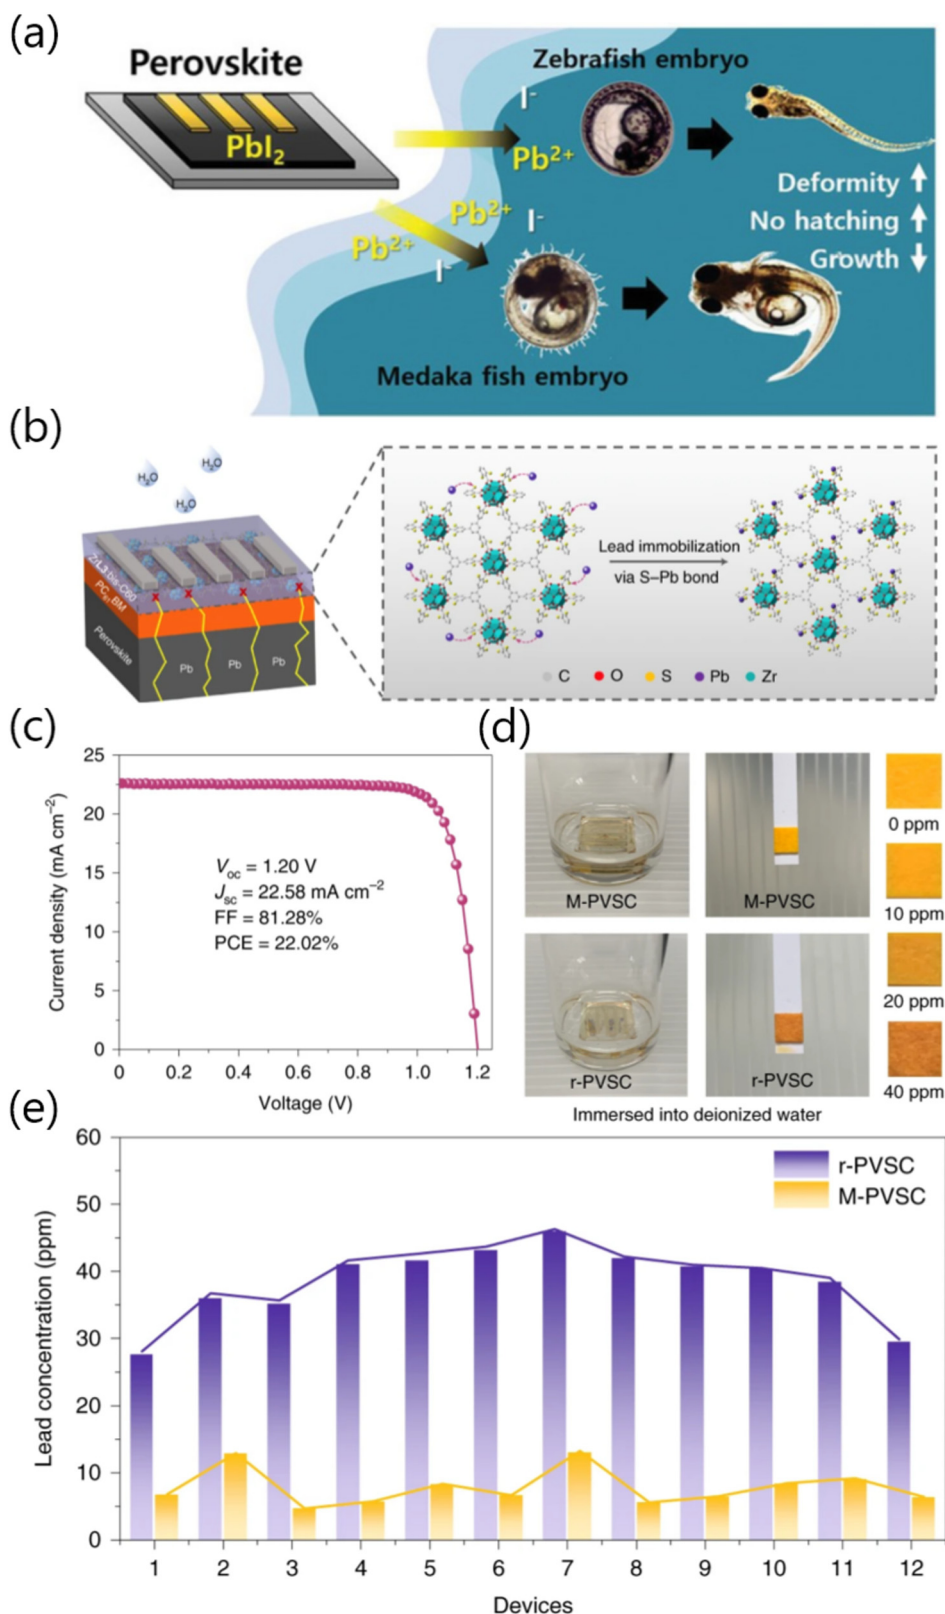 (a)
Perovskite
PbI₂
Zebrafish embryo
I⁻
Pb²⁺
Pb²⁺
I⁻
Pb²⁺
I⁻
Deformity
No hatching
Growth
Medaka fish embryo
(b)
H₂O
H₂O
H₂O
ZrL3:bis-C60
PC₆₁BM
Perovskite
Pb
Pb
Pb
Lead immobilization
via S–Pb bond
C
O
S
Pb
Zr
(c)
25
20
15
10
5
0
Current density (mA cm⁻²)
V_oc = 1.20 V
J_sc = 22.58 mA cm⁻²
FF = 81.28%
PCE = 22.02%
0 0.2 0.4 0.6 0.8 1.0 1.2
Voltage (V)
(d)
M-PVSC
M-PVSC
r-PVSC
r-PVSC
0 ppm
10 ppm
20 ppm
40 ppm
Immersed into deionized water
(e)
60
50
40
30
20
10
0
Lead concentration (ppm)
r-PVSC
M-PVSC
1 2 3 4 5 6 7 8 9 10 11 12
Devices